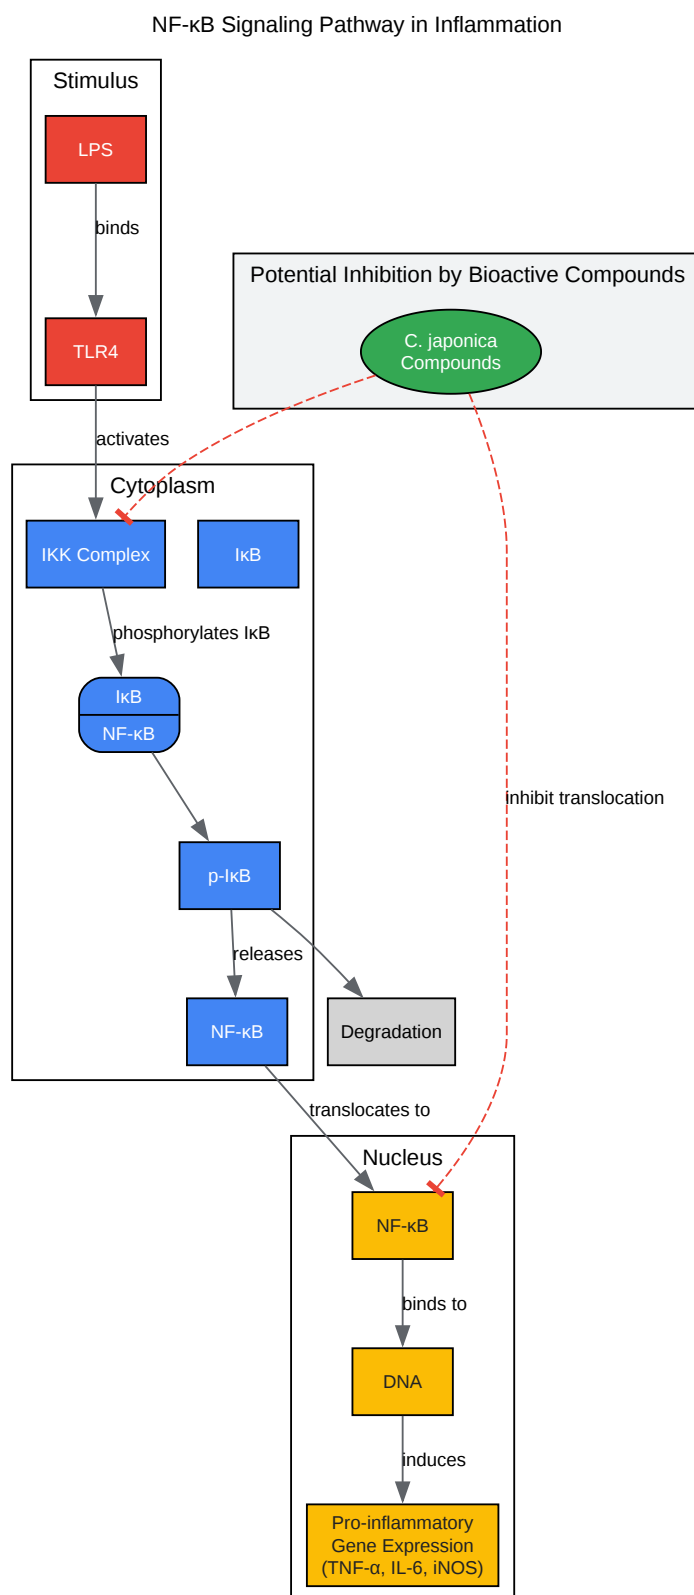 NF-κB Signaling Pathway in Inflammation
Stimulus
LPS
binds
TLR4
Potential Inhibition by Bioactive Compounds
C. japonica
Compounds
activates
Cytoplasm
IKK Complex
IκB
phosphorylates IκB
IκB
NF-κB
inhibit translocation
p-IκB
releases
NF-κB
Degradation
translocates to
Nucleus
NF-κB
binds to
DNA
induces
Pro-inflammatory
Gene Expression
(TNF-α, IL-6, iNOS)